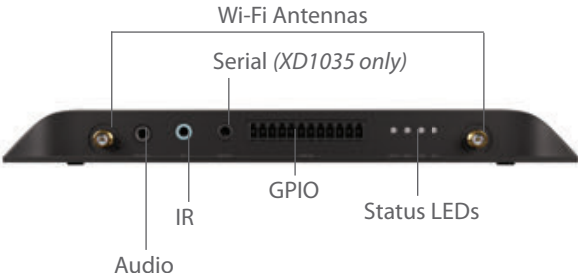 Wi-Fi Antennas
Serial (XD1035 only)
GPIO
IR
Status LEDs
Audio